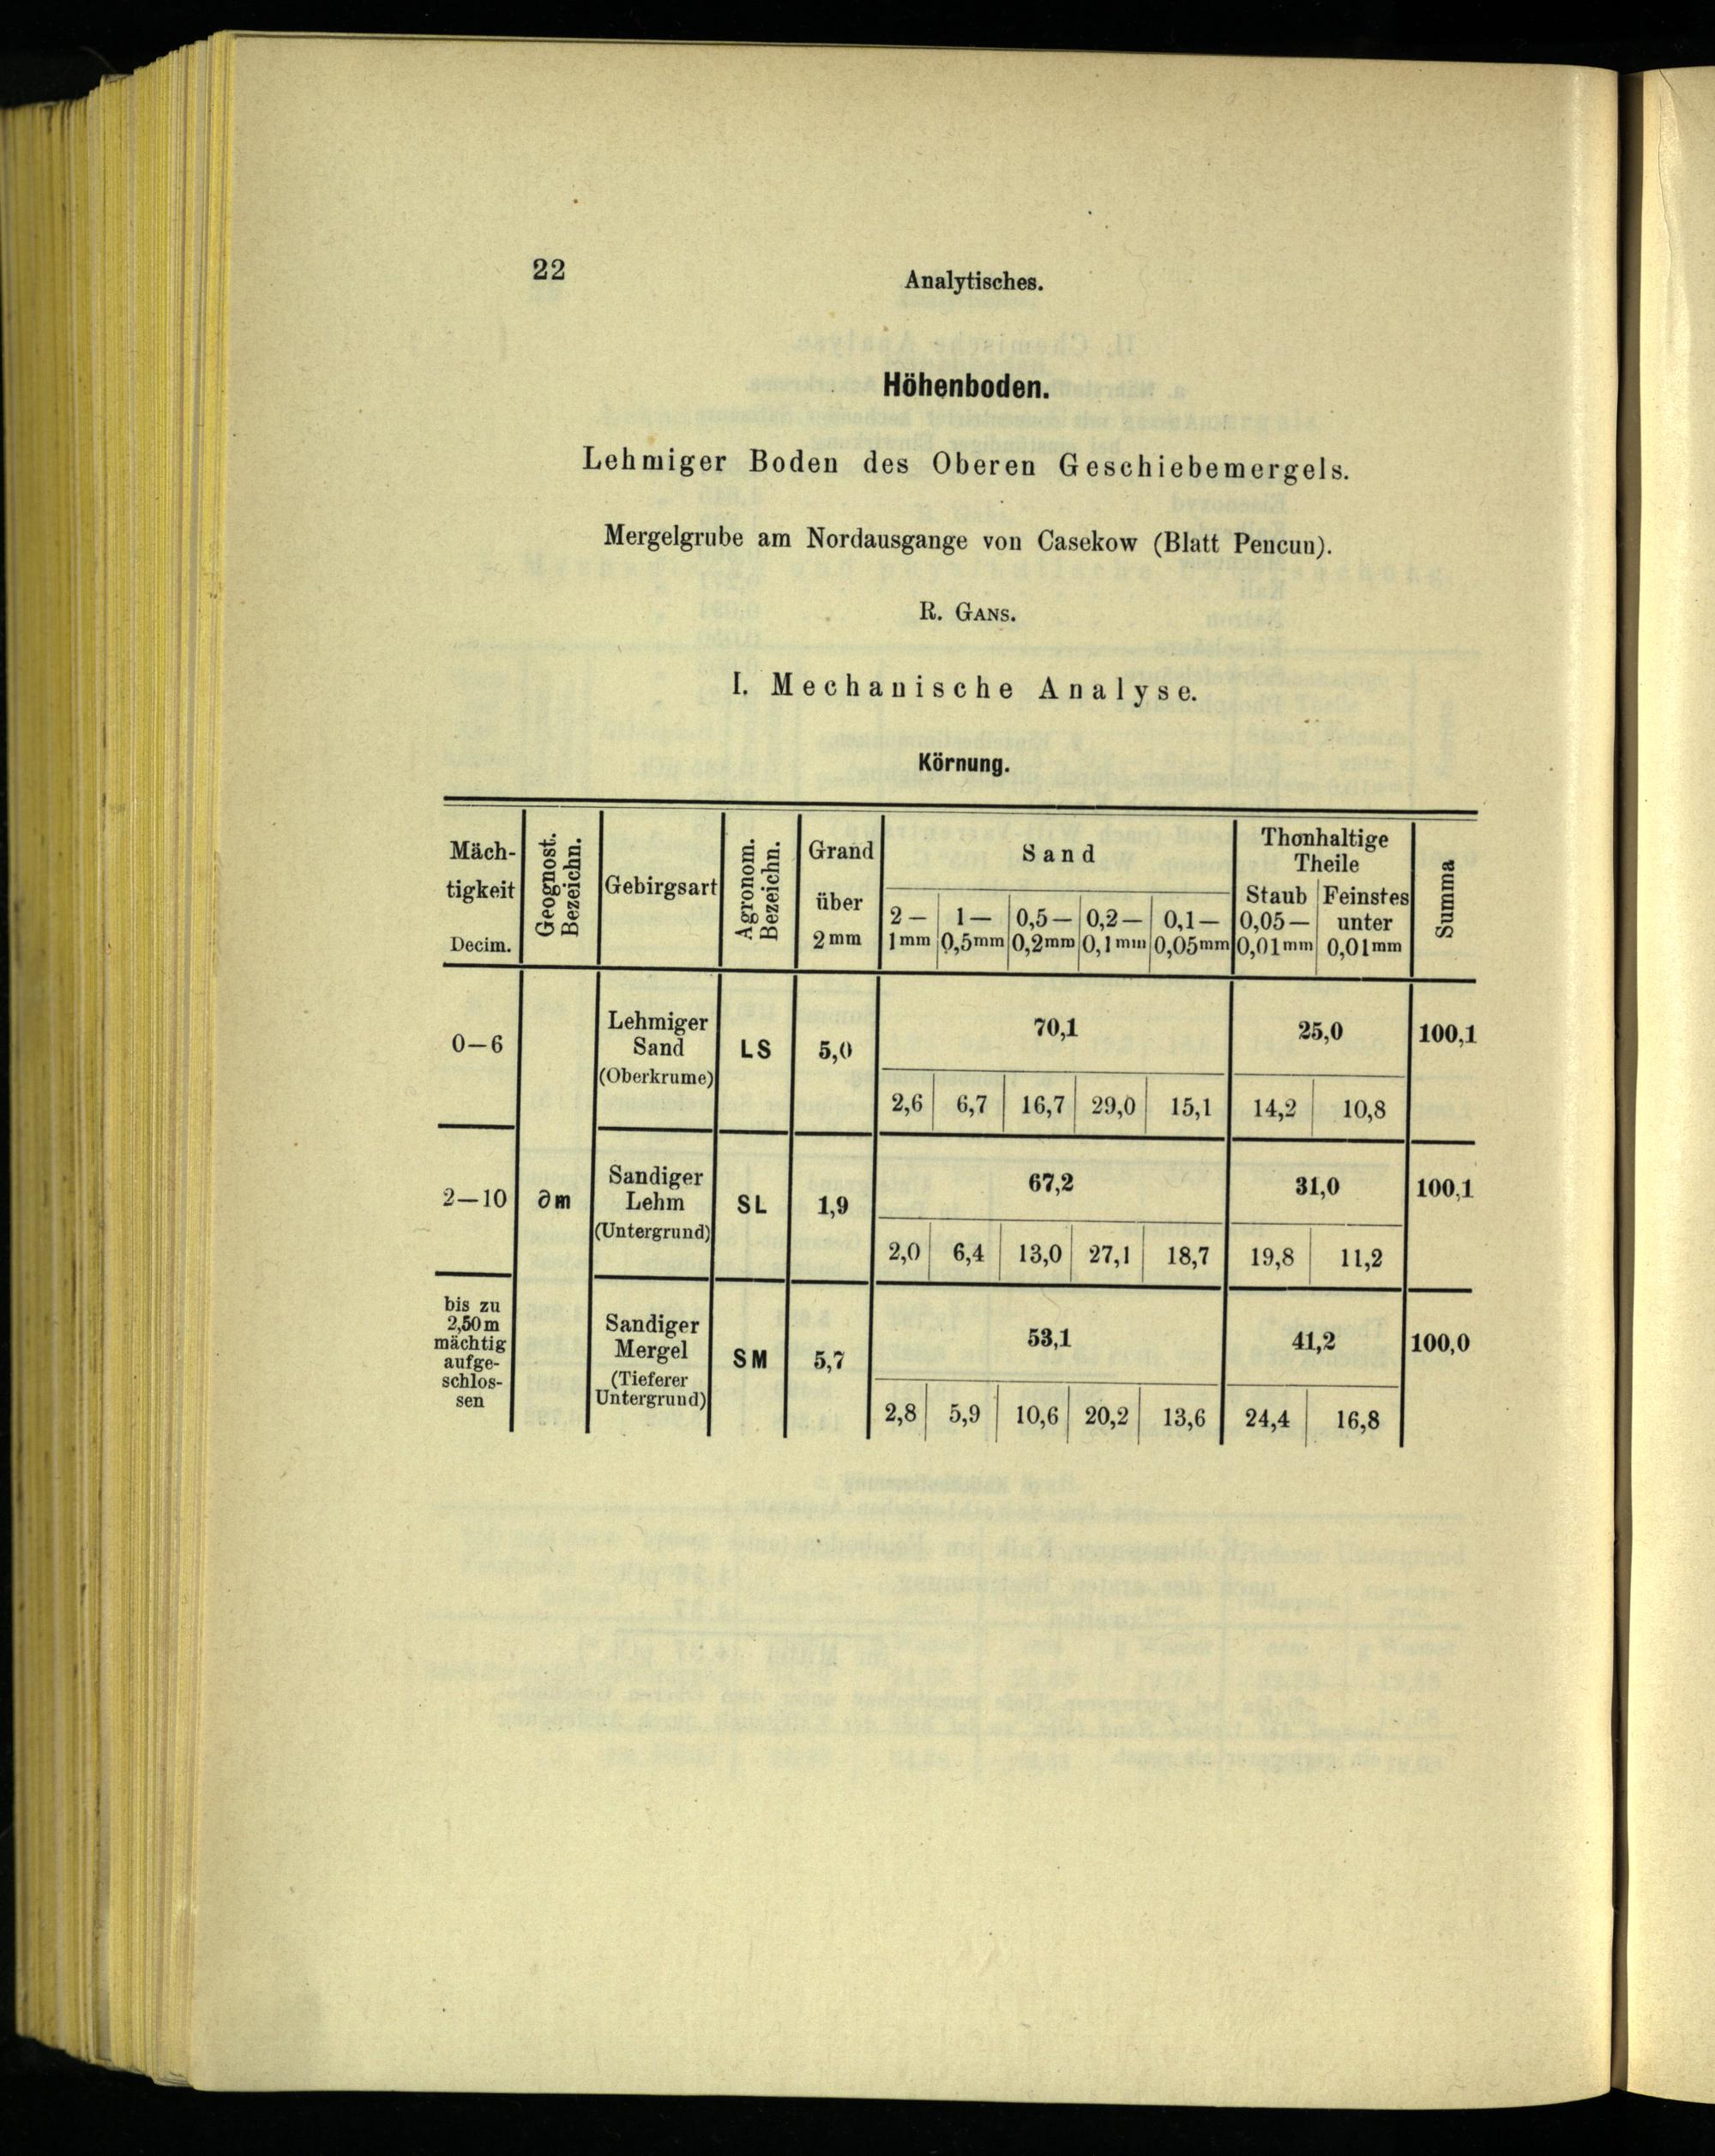 22
Analytisches.
Höhenboden.
Lehmiger Boden des Oberen Geschiebemergels.
Mergelgrube am Nordausgange von Casekow (Blatt Pencun).
R. Gans.
I. Mechanische Analyse.
Körnung.
Mäch-
tigkeit
Decim.
Geognost.
Bezeichn.
Gebirgsart
Agronom.
Bezeichn.
Grand
über
2mm
Sand
2— 1— 0,5— 0,2— 0,1—
1mm 0,5mm 0,2mm 0,1mm 0,05mm
Thonhaltige
Theile
Staub Feinstes
0,05— unter
0,01mm 0,01mm
Summa
0—6
Lehmiger
Sand
(Oberkrume)
LS
5,0
70,1
25,0
100,1
2,6 6,7 16,7 29,0 15,1 14,2 10,8
2—10
∂m
Sandiger
Lehm
(Untergrund)
SL
1,9
67,2
31,0
100,1
2,0 6,4 13,0 27,1 18,7 19,8 11,2
bis zu
2,50m
mächtig
aufge-
schlos-
sen
Sandiger
Mergel
(Tieferer
Untergrund)
SM
5,7
53,1
41,2
100,0
2,8 5,9 10,6 20,2 13,6 24,4 16,8